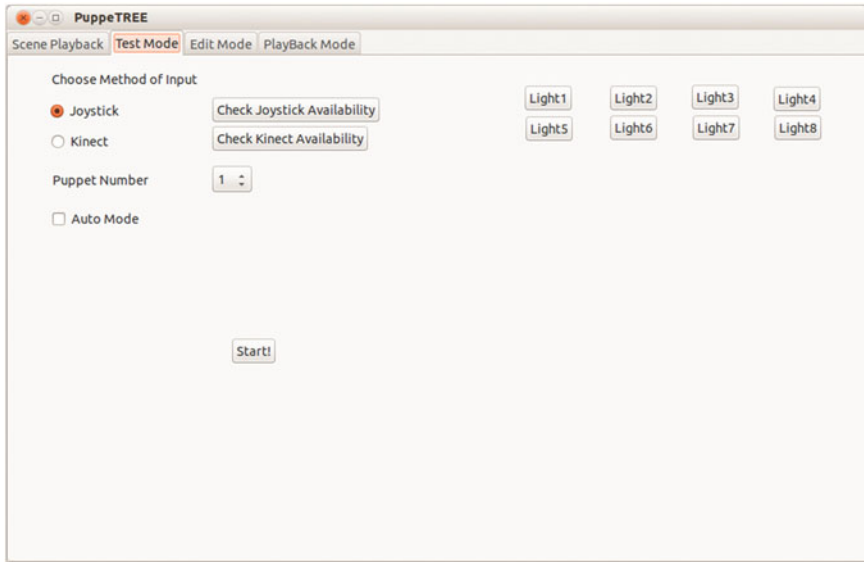 PuppeTREE
Scene Playback Test Mode Edit Mode PlayBack Mode
Choose Method of Input
Joystick Check Joystick Availability
Kinect Check Kinect Availability
Puppet Number 1
Auto Mode
Start!
Light1 Light2 Light3 Light4
Light5 Light6 Light7 Light8